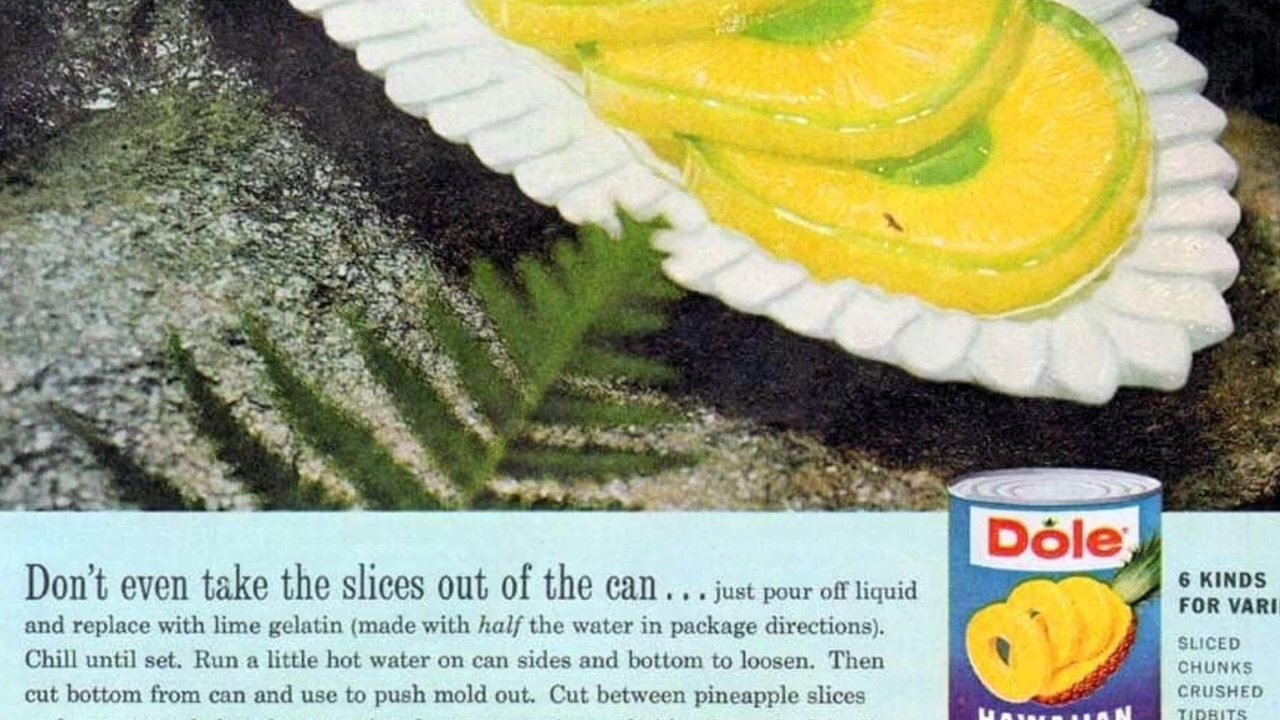 Don't even take the slices out of the can... just pour off liquid
and replace with lime gelatin (made with half the water in package directions).
Chill until set. Run a little hot water on can sides and bottom to loosen. Then
cut bottom from can and use to push mold out. Cut between pineapple slices
Dole
HAWAIIAN
6 KINDS
FOR VARI
SLICED
CHUNKS
CRUSHED
TIDBITS